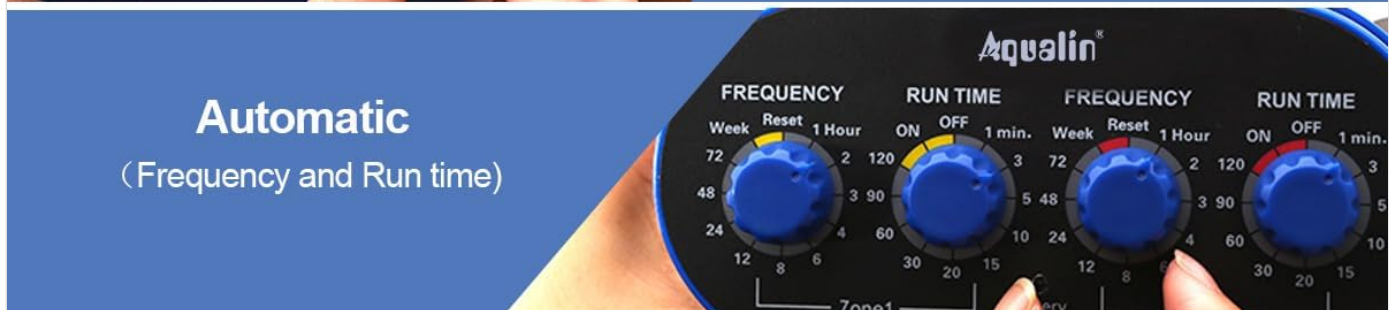 Automatic
（Frequency and Run time)
Aqualin®
FREQUENCY
Week Reset 1 Hour
72 2
48 3
24 4
12 8 6
RUN TIME
ON OFF 1 min.
120 3
90 5
60 10
30 20 15
Zone1
FREQUENCY
Week Reset 1 Hour
72 2
48 3
24 4
12 8 6
RUN TIME
ON OFF 1 min.
120 3
90 5
60 10
30 20 15